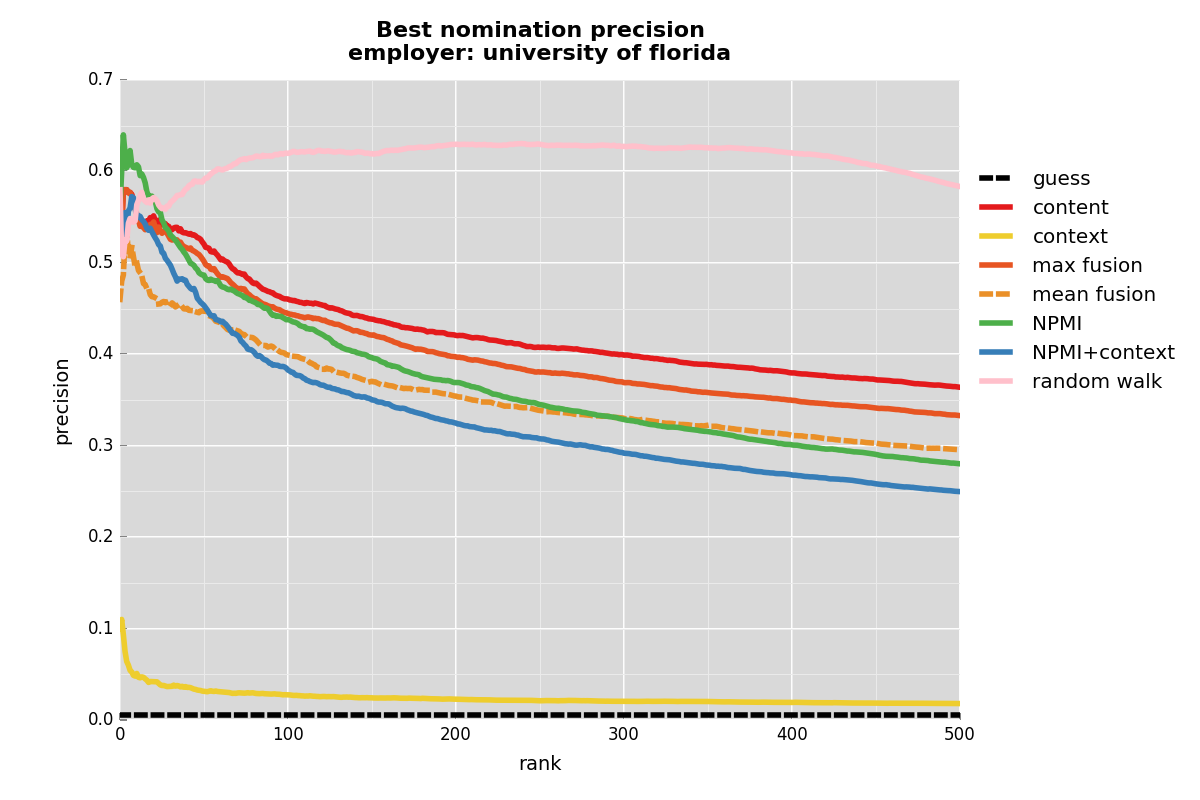 Best nomination precision
employer: university of florida
precision
0.7
0.6
0.5
0.4
0.3
0.2
0.1
0.0
0
100
200
300
400
500
rank
guess
content
context
max fusion
mean fusion
NPMI
NPMI+context
random walk